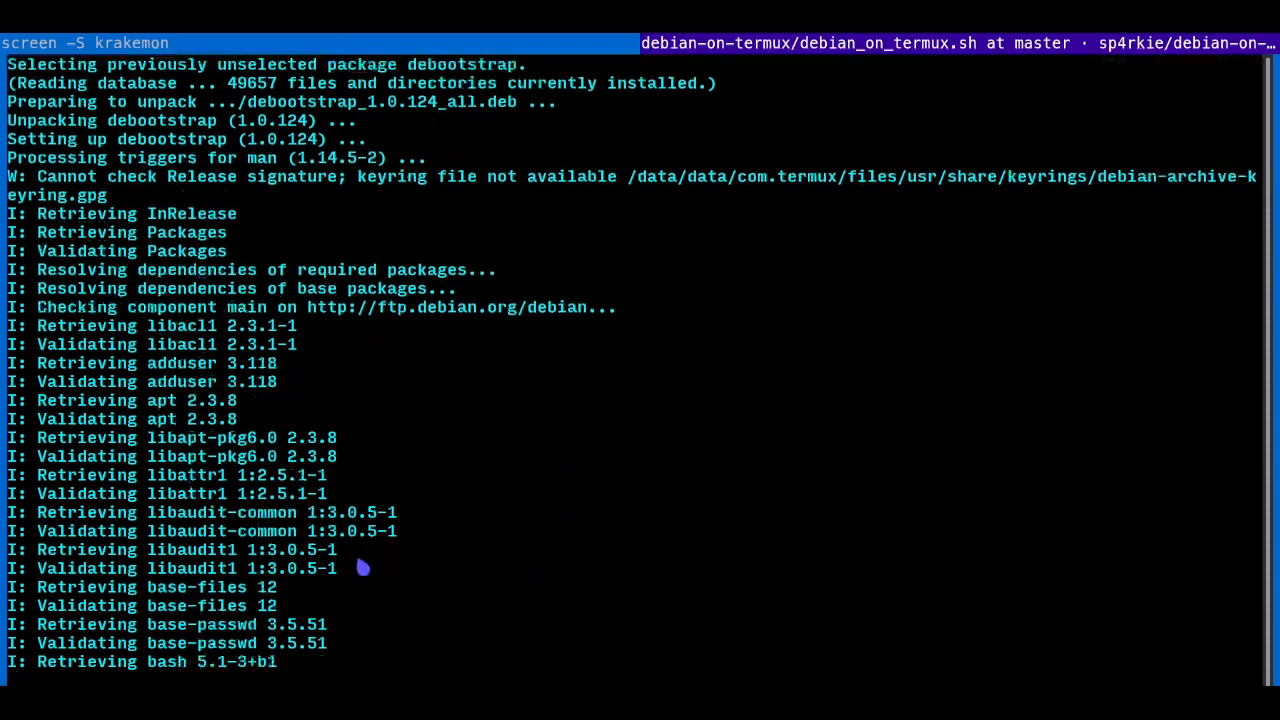 screen -S krakemon
debian-on-termux/debian_on_termux.sh at master · sp4rkie/debian-on-…
Selecting previously unselected package debootstrap.
(Reading database ... 49657 files and directories currently installed.)
Preparing to unpack .../debootstrap_1.0.124_all.deb ...
Unpacking debootstrap (1.0.124) ...
Setting up debootstrap (1.0.124) ...
Processing triggers for man (1.14.5-2) ...
W: Cannot check Release signature; keyring file not available /data/data/com.termux/files/usr/share/keyrings/debian-archive-k
eyring.gpg
I: Retrieving InRelease
I: Retrieving Packages
I: Validating Packages
I: Resolving dependencies of required packages...
I: Resolving dependencies of base packages...
I: Checking component main on http://ftp.debian.org/debian...
I: Retrieving libacl1 2.3.1-1
I: Validating libacl1 2.3.1-1
I: Retrieving adduser 3.118
I: Validating adduser 3.118
I: Retrieving apt 2.3.8
I: Validating apt 2.3.8
I: Retrieving libapt-pkg6.0 2.3.8
I: Validating libapt-pkg6.0 2.3.8
I: Retrieving libattr1 1:2.5.1-1
I: Validating libattr1 1:2.5.1-1
I: Retrieving libaudit-common 1:3.0.5-1
I: Validating libaudit-common 1:3.0.5-1
I: Retrieving libaudit1 1:3.0.5-1
I: Validating libaudit1 1:3.0.5-1
I: Retrieving base-files 12
I: Validating base-files 12
I: Retrieving base-passwd 3.5.51
I: Validating base-passwd 3.5.51
I: Retrieving bash 5.1-3+b1